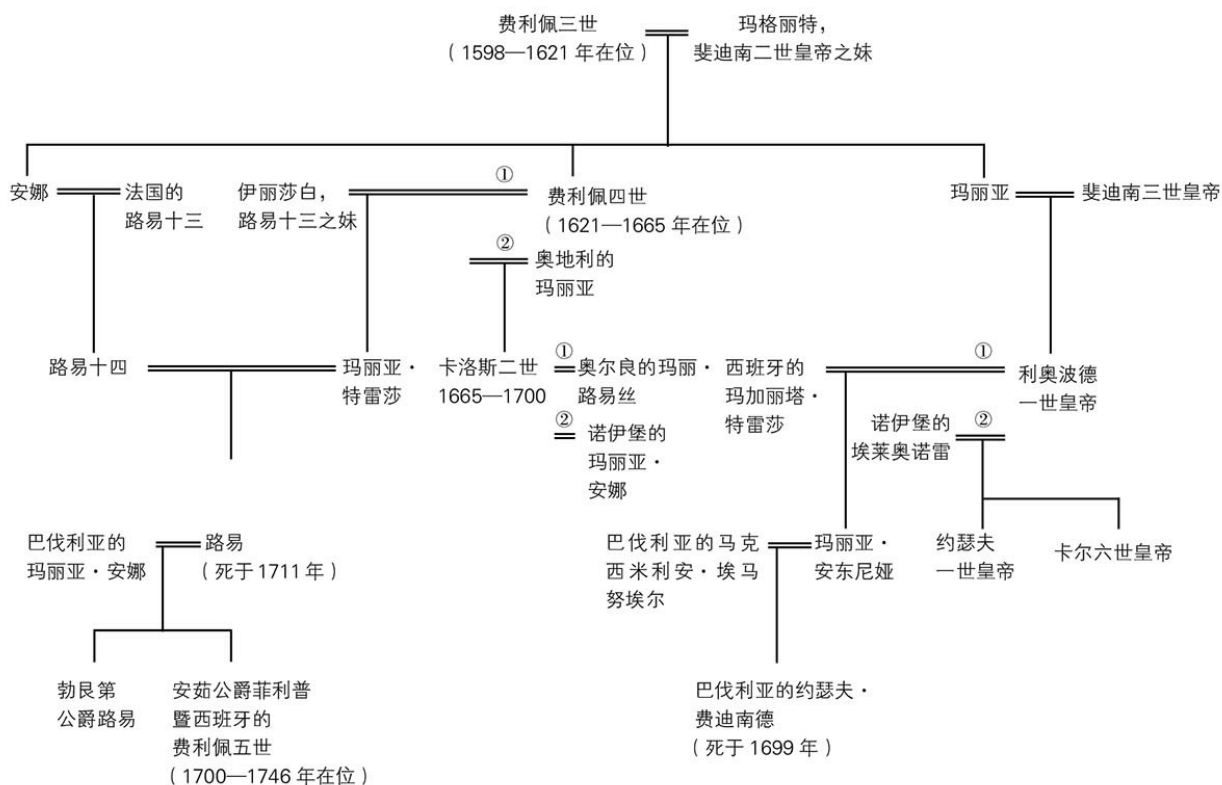 费利佩三世
（1598—1621 年在位）
玛格丽特，
斐迪南二世皇帝之妹
安娜
法国的
路易十三
伊丽莎白，
路易十三之妹
①
费利佩四世
（1621—1665 年在位）
玛丽亚
斐迪南三世皇帝
②
奥地利的
玛丽亚
路易十四
玛丽亚·
特雷莎
卡洛斯二世
1665—1700
①
奥尔良的玛丽·
路易丝
②
诺伊堡的
玛丽亚·
安娜
西班牙的
玛加丽塔·
特雷莎
①
利奥波德
一世皇帝
诺伊堡的
埃莱奥诺雷
②
巴伐利亚的
玛丽亚·安娜
路易
（死于 1711 年）
巴伐利亚的马克
西米利安·埃马
努埃尔
玛丽亚·
安东尼娅
约瑟夫
一世皇帝
卡尔六世皇帝
勃艮第
公爵路易
安茹公爵菲利普
暨西班牙的
费利佩五世
（1700—1746 年在位）
巴伐利亚的约瑟夫·
费迪南德
（死于 1699 年）